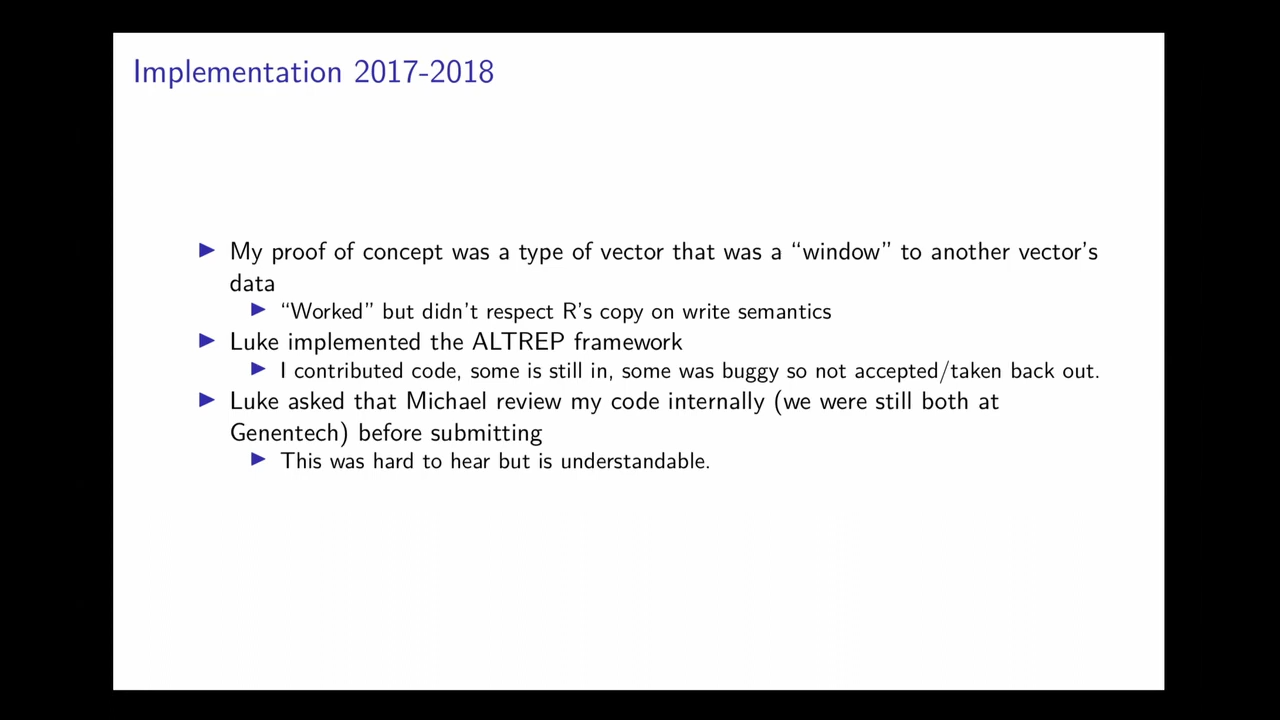 Implementation 2017-2018
My proof of concept was a type of vector that was a “window” to another vector’s
data
“Worked” but didn’t respect R’s copy on write semantics
Luke implemented the ALTREP framework
I contributed code, some is still in, some was buggy so not accepted/taken back out.
Luke asked that Michael review my code internally (we were still both at
Genentech) before submitting
This was hard to hear but is understandable.